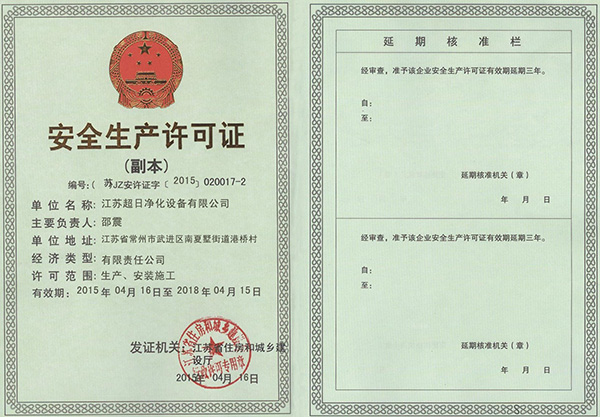 安全生产许可证
(副本)
编号:( 苏JZ安许证字〔2015〕020017-2
单位名称:江苏超日净化设备有限公司
主要负责人:邵震
单位地址:江苏省常州市武进区南夏墅街道港桥村
经济类型:有限责任公司
许可范围:生产、安装施工
有效期:2015年04月16日至2018年04月15日
发证机关:江苏省住房和城乡建
设厅
2015年04月16日
延期核准栏
经审查,准予该企业安全生产许可证有效期延期三年。
自:
至:
延期核准机关(章)
年 月 日
经审查,准予该企业安全生产许可证有效期延期三年。
自:
至:
延期核准机关(章)
年 月 日